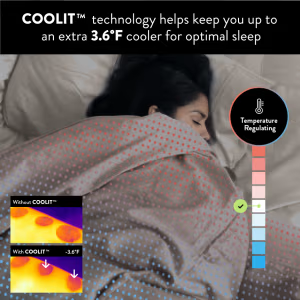 COOLIT™ technology helps keep you up to
an extra 3.6°F cooler for optimal sleep
Temperature
Regulating
Without COOLIT™
With COOLIT™ -3.6°F